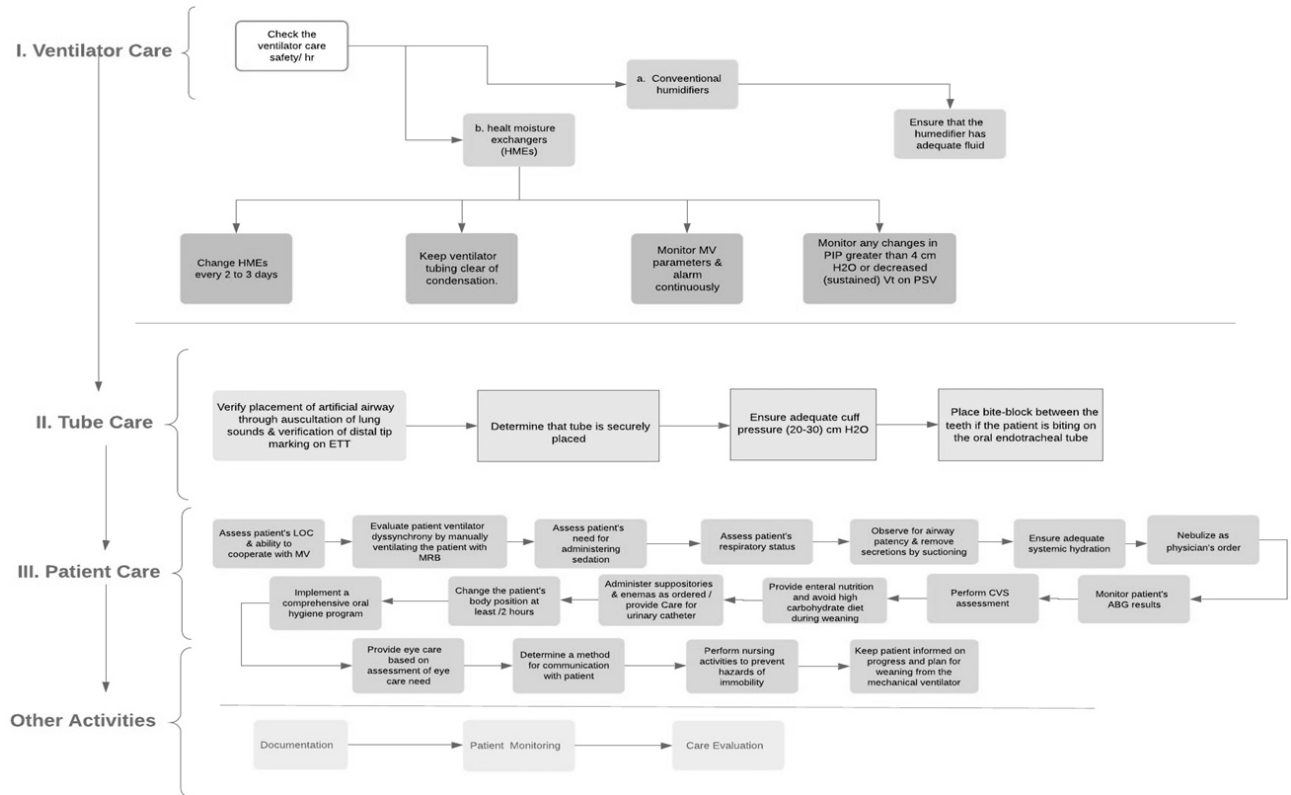 I. Ventilator Care
Check the
ventilator care
safety/ hr
a. Conveentional
humidifiers
Ensure that the
humedifier has
adequate fluid
b. healt moisture
exchangers
(HMEs)
Change HMEs
every 2 to 3 days
Keep ventilator
tubing clear of
condensation.
Monitor MV
parameters &
alarm
continuously
Monitor any changes in
PIP greater than 4 cm
H2O or decreased
(sustained) Vt on PSV
II. Tube Care
Verify placement of artificial airway
through auscultation of lung
sounds & verification of distal tip
marking on ETT
Determine that tube is securely
placed
Ensure adequate cuff
pressure (20-30) cm H2O
Place bite-block between the
teeth if the patient is biting on
the oral endotracheal tube
III. Patient Care
Assess patient's LOC
& ability to
cooperate with MV
Evaluate patient ventilator
dyssynchrony by manually
ventilating the patient with
MRB
Assess patient's
need for
administering
sedation
Assess patient's
respiratory status
Observe for airway
patency & remove
secretions by suctioning
Ensure adequate
systemic hydration
Nebulize as
physician's order
Monitor patient's
ABG results
Perform CVS
assessment
Provide enteral nutrition
and avoid high
carbohydrate diet
during weaning
Administer suppositories
& enemas as ordered /
provide Care for
urinary catheter
Change the patient's
body position at
least /2 hours
Implement a
comprehensive oral
hygiene program
Provide eye care
based on
assessment of eye
care need
Determine a method
for communication
with patient
Perform nursing
activities to prevent
hazards of
immobility
Keep patient informed on
progress and plan for
weaning from the
mechanical ventilator
Other Activities
Documentation
Patient Monitoring
Care Evaluation